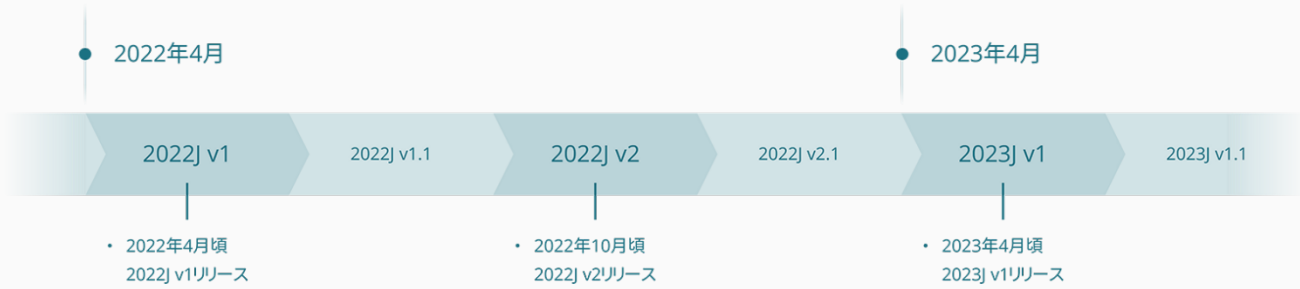 2022年4月
2023年4月
2022J v1
2022J v1.1
2022J v2
2022J v2.1
2023J v1
2023J v1.1
• 2022年4月頃
2022J v1リリース
• 2022年10月頃
2022J v2リリース
• 2023年4月頃
2023J v1リリース